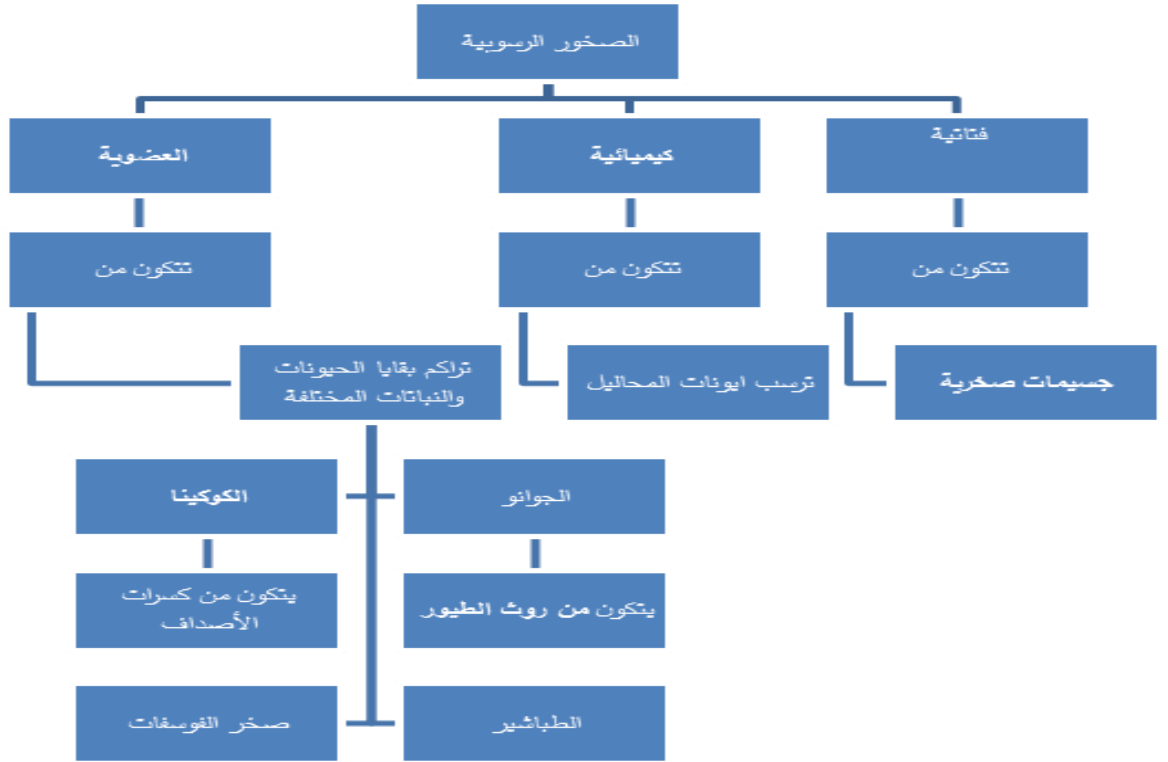 الصخور الرسوبية
فتاتية
كيميائية
العضوية
تتكون من
تتكون من
تتكون من
جسيمات صخرية
ترسب ايونات المحاليل
تراكم بقايا الحيونات
والنباتات المختلفة
الجوانو
الكوكينا
يتكون من روث الطيور
يتكون من كسرات
الأصداف
الطباشير
صخر الفوسفات